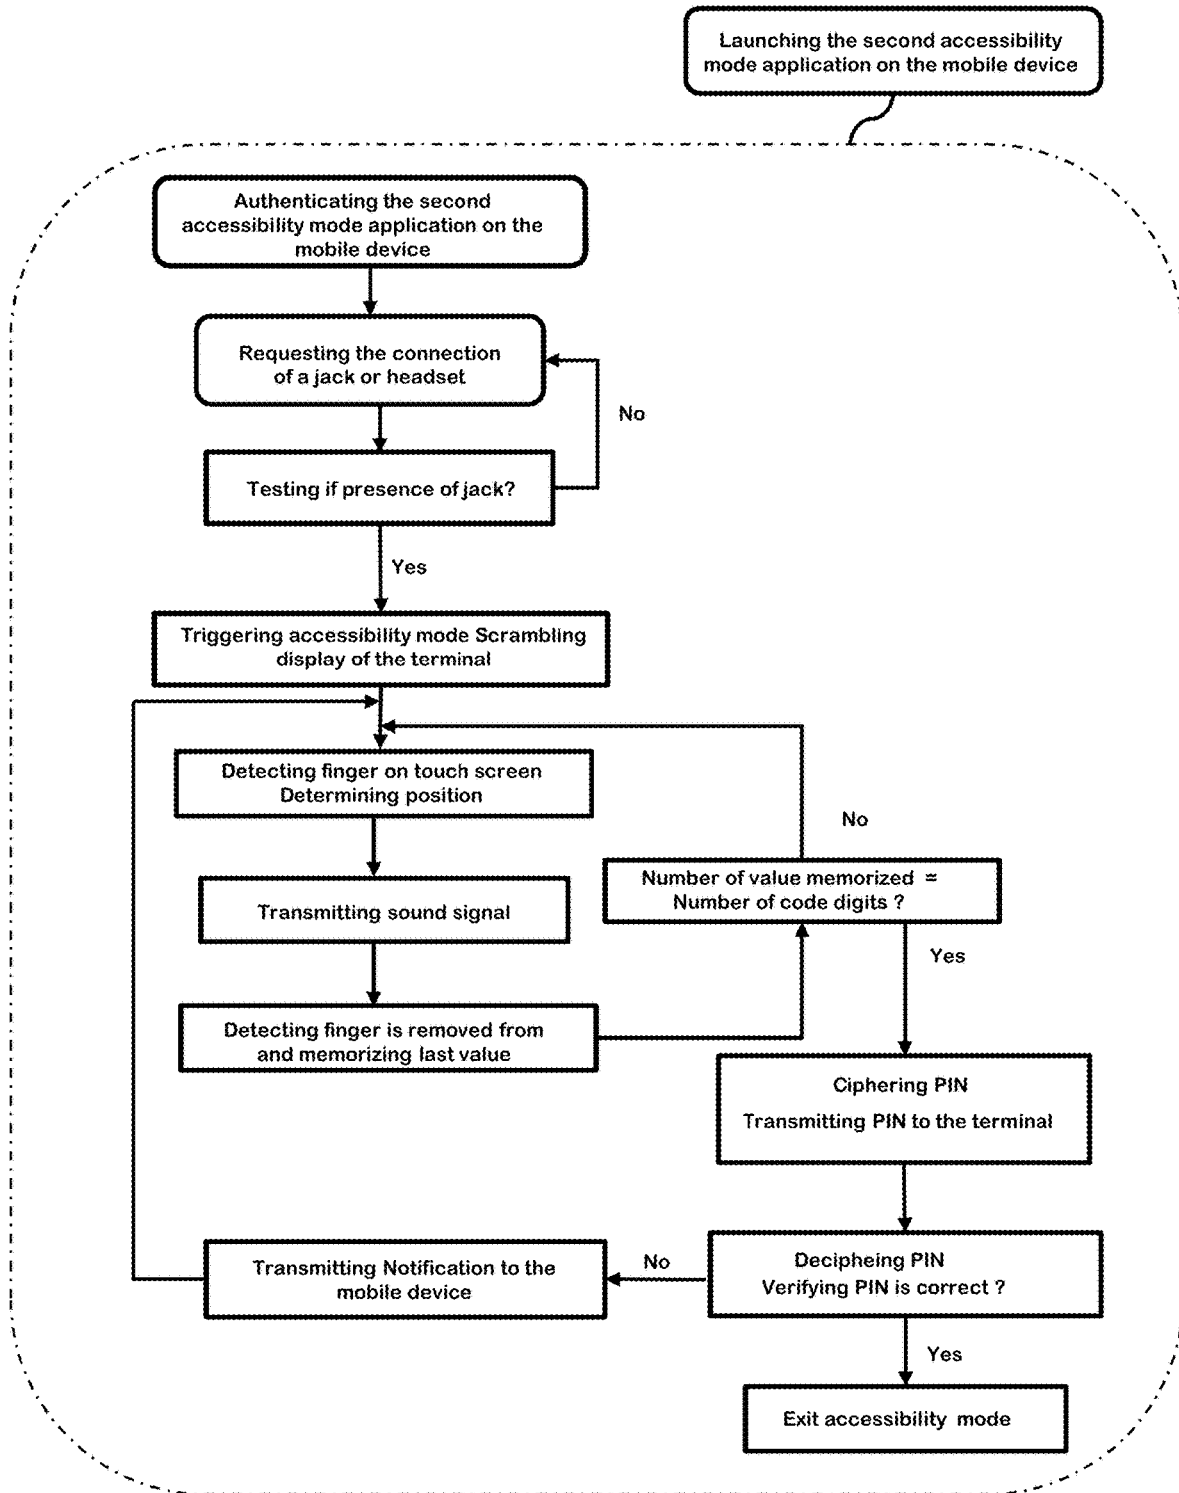 Launching the second accessibility
mode application on the mobile device
Authenticating the second
accessibility mode application on the
mobile device
Requesting the connection
of a jack or headset
No
Testing if presence of jack?
Yes
Triggering accessibility mode Scrambling
display of the terminal
Detecting finger on touch screen
Determining position
No
Number of value memorized =
Number of code digits ?
Transmitting sound signal
Yes
Detecting finger is removed from
and memorizing last value
Ciphering PIN
Transmitting PIN to the terminal
Decipheing PIN
Verifying PIN is correct ?
No
Transmitting Notification to the
mobile device
Yes
Exit accessibility mode